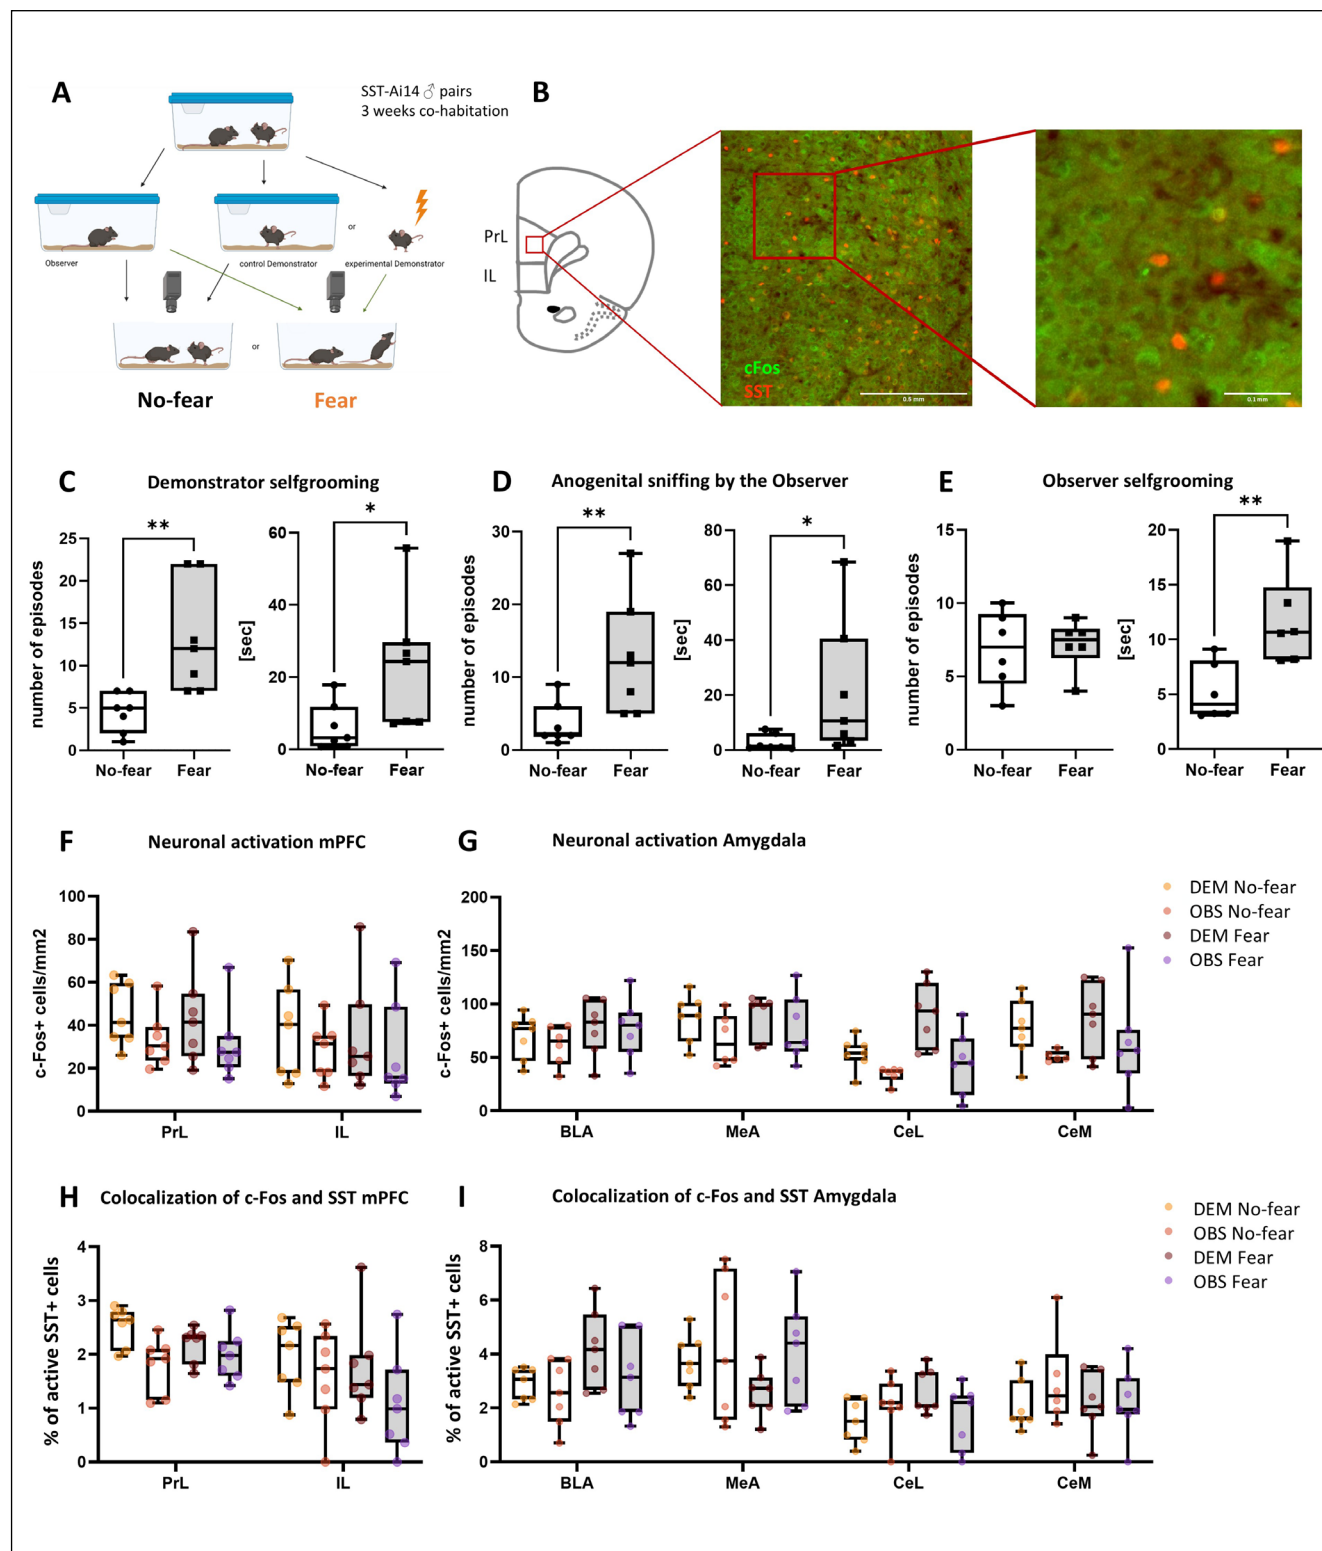 A
SST-Ai14 ♂ pairs
3 weeks co-habitation
or
Observer
control Demonstrator
experimental Demonstrator
or
No-fear
Fear
B
PrL
IL
cFos
SST
0.5 mm
0.1 mm
C
Demonstrator selfgrooming
number of episodes
25
20
15
10
5
0
**
No-fear
Fear
[sec]
60
40
20
0
*
No-fear
Fear
D
Anogenital sniffing by the Observer
number of episodes
30
20
10
0
**
No-fear
Fear
[sec]
80
60
40
20
0
*
No-fear
Fear
E
Observer selfgrooming
number of episodes
15
10
5
0
No-fear
Fear
[sec]
20
15
10
5
0
**
No-fear
Fear
F
Neuronal activation mPFC
c-Fos+ cells/mm2
100
80
60
40
20
0
PrL
IL
G
Neuronal activation Amygdala
c-Fos+ cells/mm2
200
150
100
50
0
BLA
MeA
CeL
CeM
DEM No-fear
OBS No-fear
DEM Fear
OBS Fear
H
Colocalization of c-Fos and SST mPFC
% of active SST+ cells
4
3
2
1
0
PrL
IL
I
Colocalization of c-Fos and SST Amygdala
% of active SST+ cells
8
6
4
2
0
BLA
MeA
CeL
CeM
DEM No-fear
OBS No-fear
DEM Fear
OBS Fear